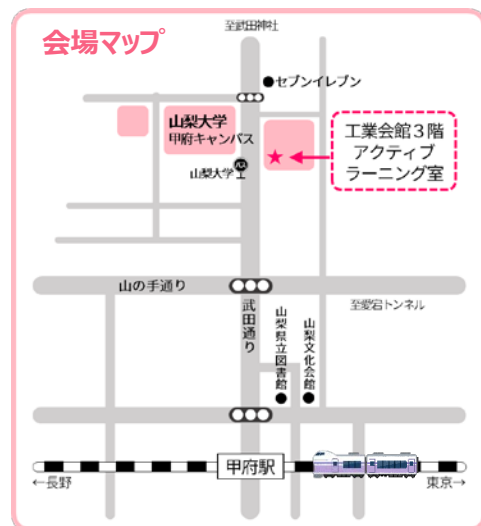 会場マップ
至武田神社
セブンイレブン
山梨大学
甲府キャンパス
バス
山梨大学
工業会館３階
アクティブ
ラーニング室
山の手通り
至愛宕トンネル
武田通り
山梨県立図書館
山梨文化会館
甲府駅
←長野
東京→